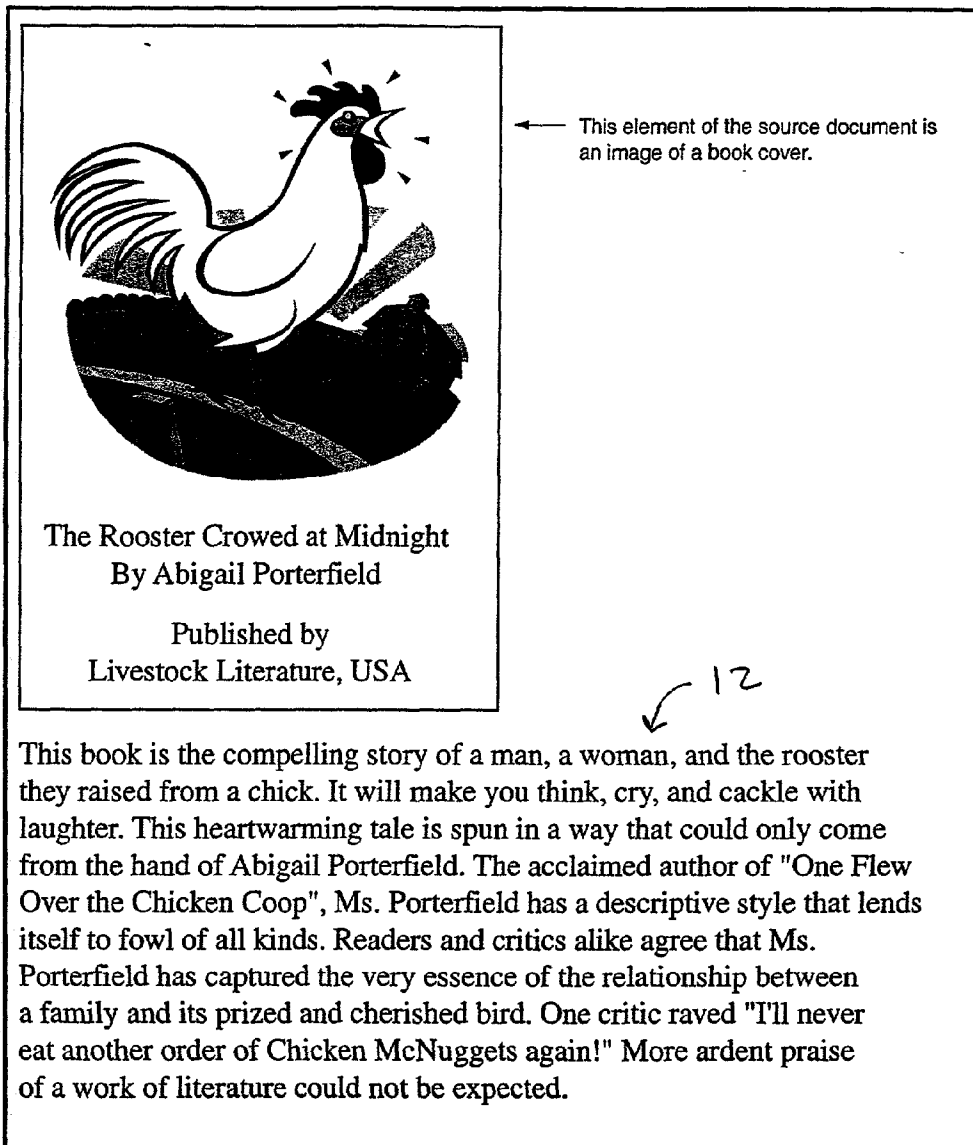 This element of the source document is
an image of a book cover.
The Rooster Crowed at Midnight
By Abigail Porterfield
Published by
Livestock Literature, USA
12
This book is the compelling story of a man, a woman, and the rooster
they raised from a chick. It will make you think, cry, and cackle with
laughter. This heartwarming tale is spun in a way that could only come
from the hand of Abigail Porterfield. The acclaimed author of "One Flew
Over the Chicken Coop", Ms. Porterfield has a descriptive style that lends
itself to fowl of all kinds. Readers and critics alike agree that Ms.
Porterfield has captured the very essence of the relationship between
a family and its prized and cherished bird. One critic raved "I'll never
eat another order of Chicken McNuggets again!" More ardent praise
of a work of literature could not be expected.